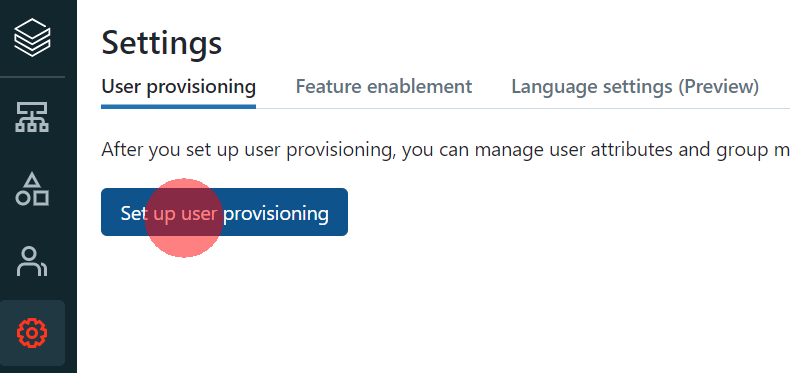 Settings
User provisioning Feature enablement Language settings (Preview)
After you set up user provisioning, you can manage user attributes and group m
Set up user provisioning